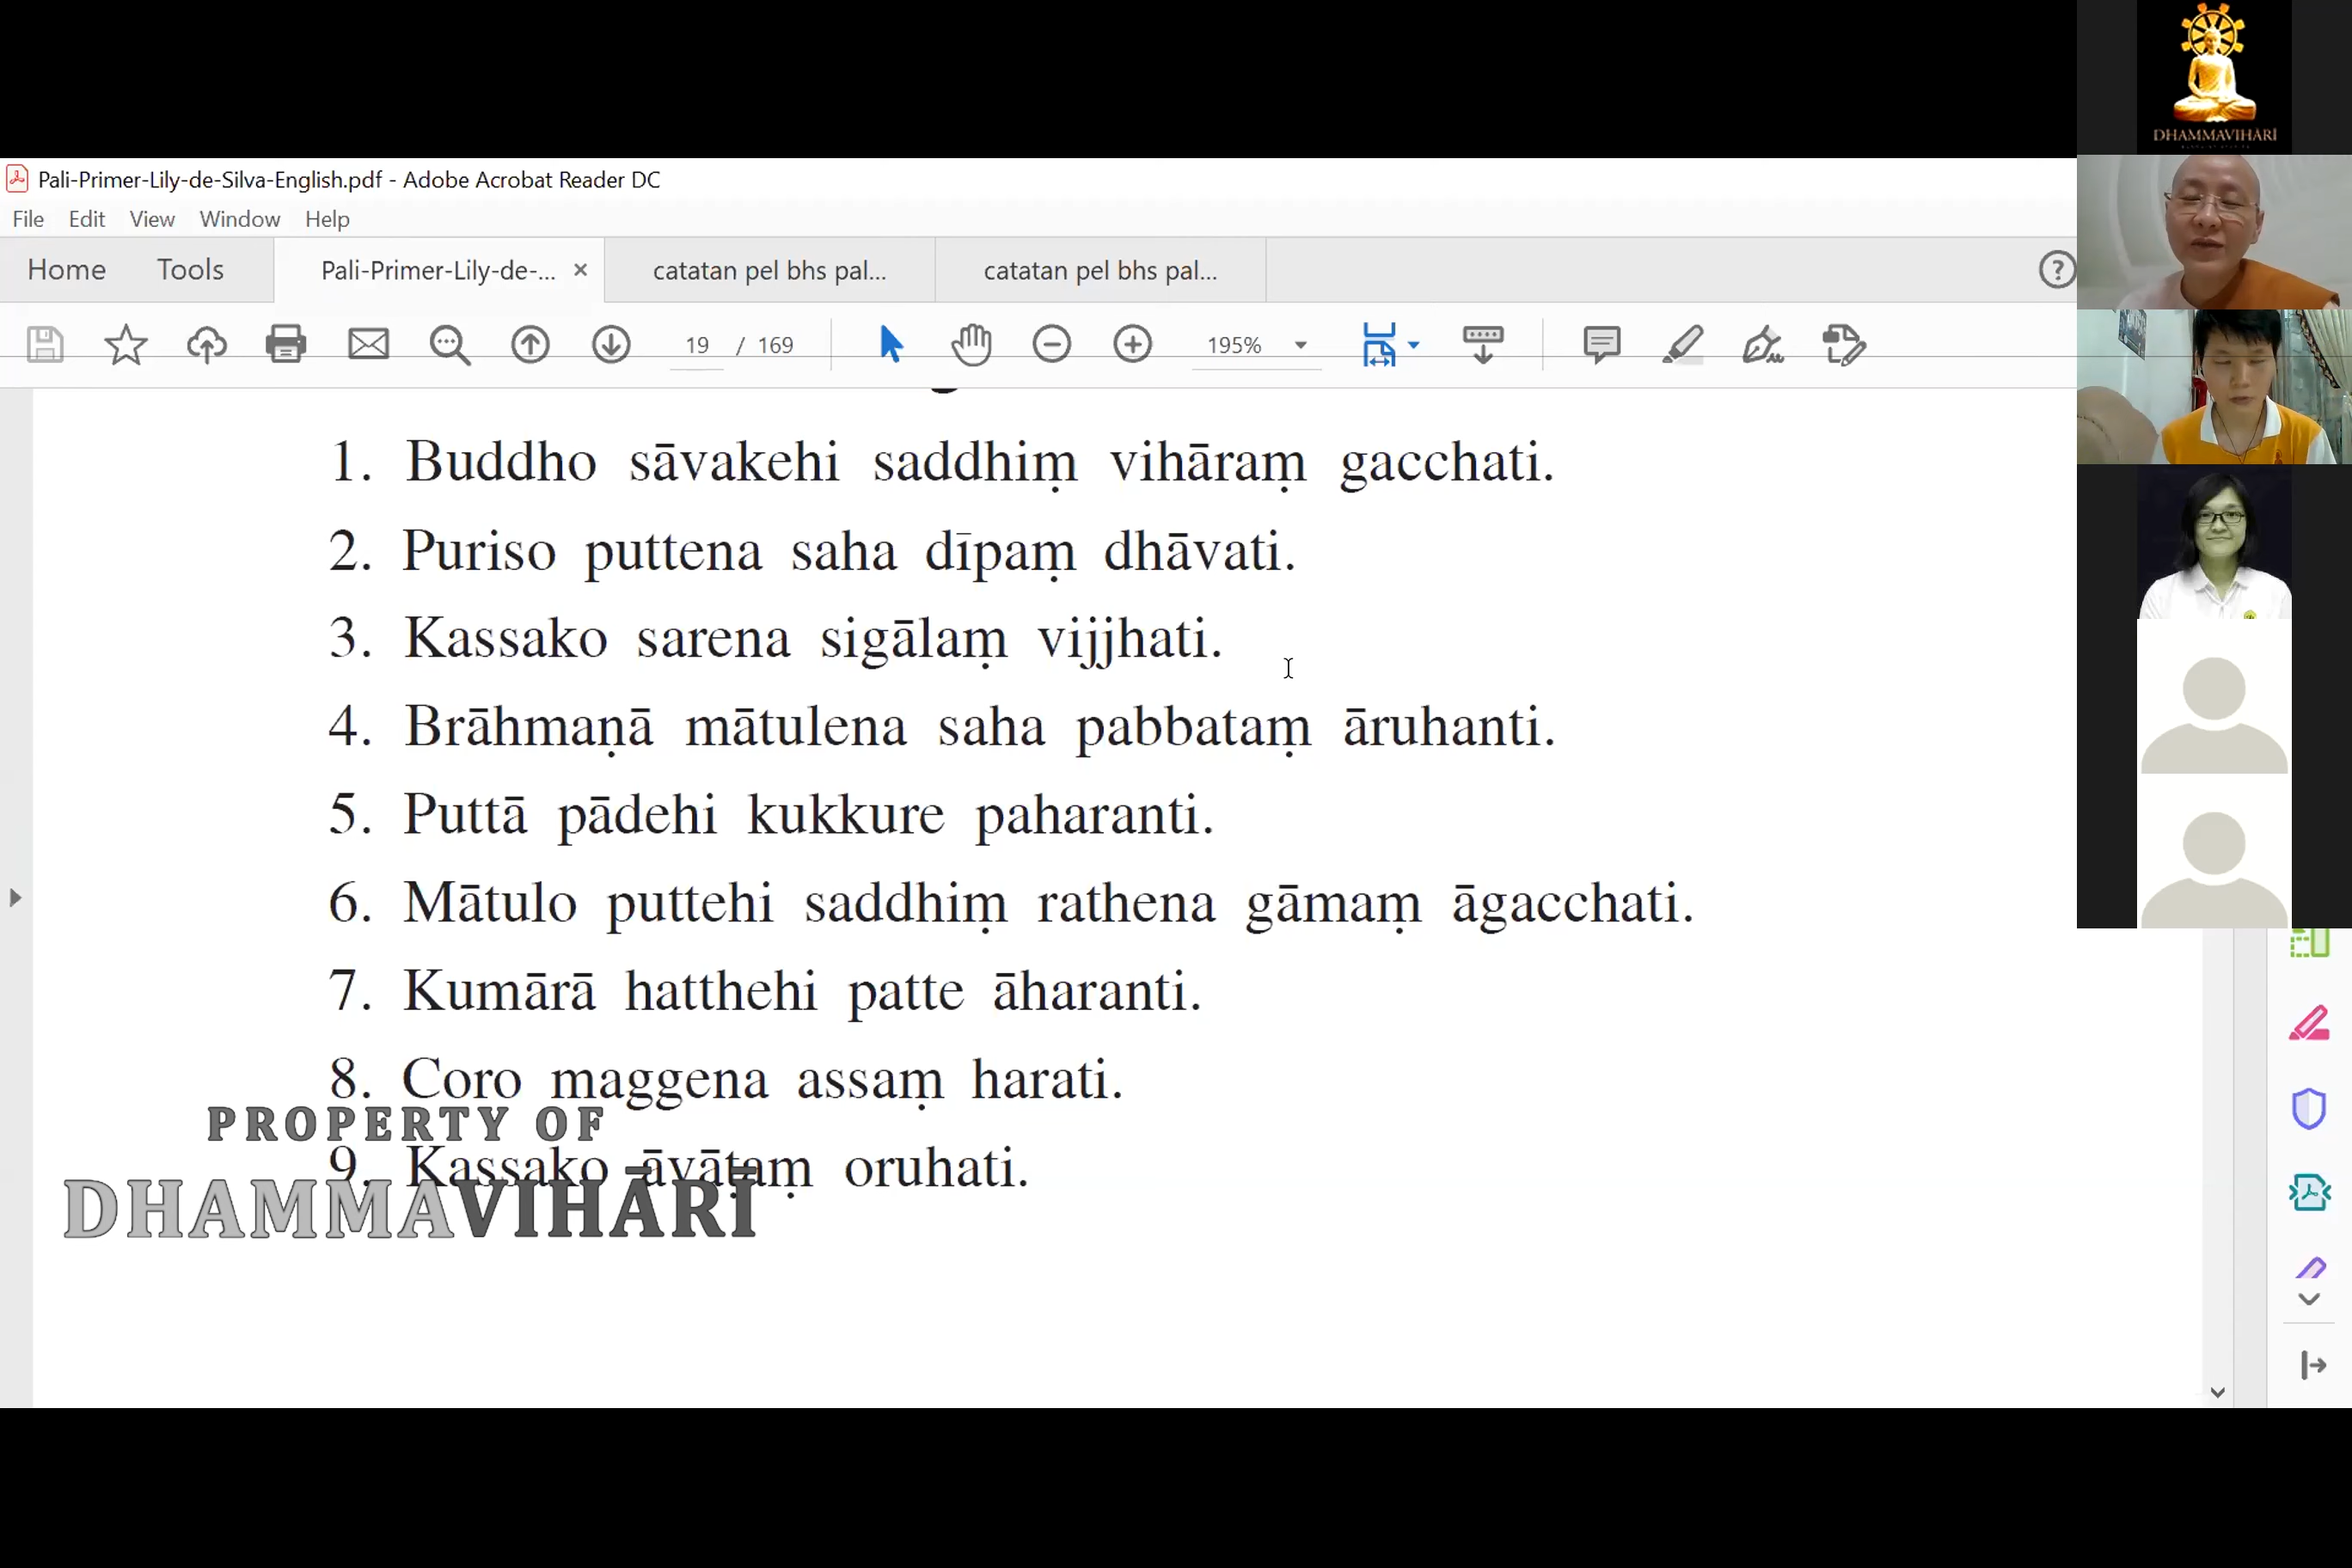 DHAMMAVIHĀRĪ
Pali-Primer-Lily-de-Silva-English.pdf - Adobe Acrobat Reader DC
File Edit View Window Help
Home Tools Pali-Primer-Lily-de-... × catatan pel bhs pal... catatan pel bhs pal...
19 / 169 195%
1. Buddho sāvakehi saddhiṃ vihāraṃ gacchati.
2. Puriso puttena saha dīpaṃ dhāvati.
3. Kassako sarena sigālaṃ vijjhati.
4. Brāhmaṇā mātulena saha pabbataṃ āruhanti.
5. Puttā pādehi kukkure paharanti.
6. Mātulo puttehi saddhiṃ rathena gāmaṃ āgacchati.
7. Kumārā hatthehi patte āharanti.
8. Coro maggena assaṃ harati.
PROPERTY OF
9. Kassako āvāṭaṃ oruhati.
DHAMMAVIHĀRĪ